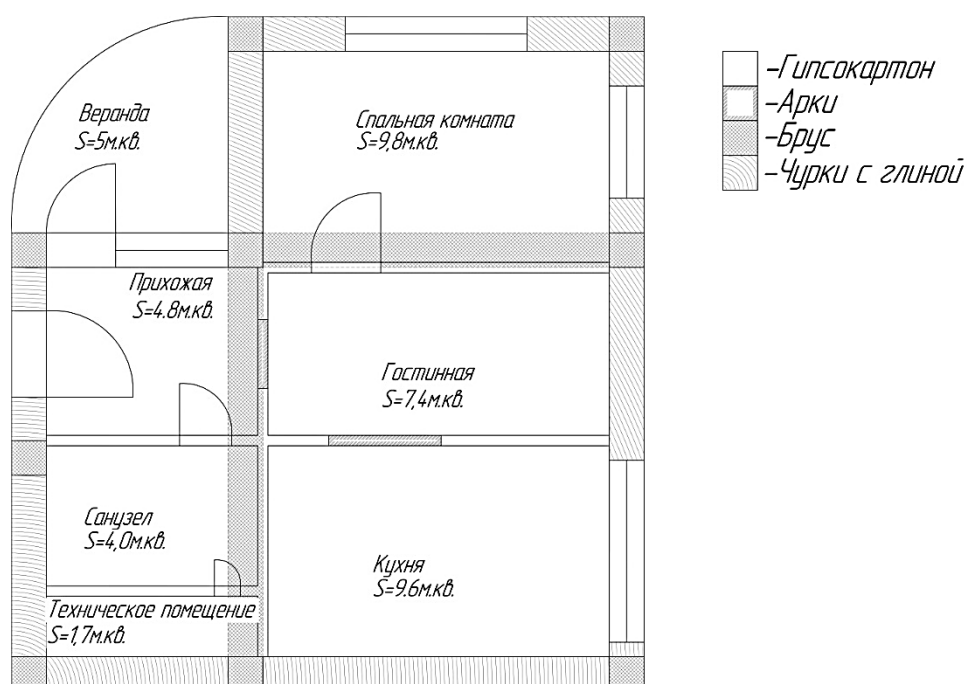 Веранда
S=5м.кв.
Спальная комната
S=9,8м.кв.
-Гипсокартон
-Арки
-Брус
-Чурки с глиной
Прихожая
S=4.8м.кв.
Гостинная
S=7,4м.кв.
Санузел
S=4,0м.кв.
Кухня
S=9.6м.кв.
Техническое помещение
S=1,7м.кв.